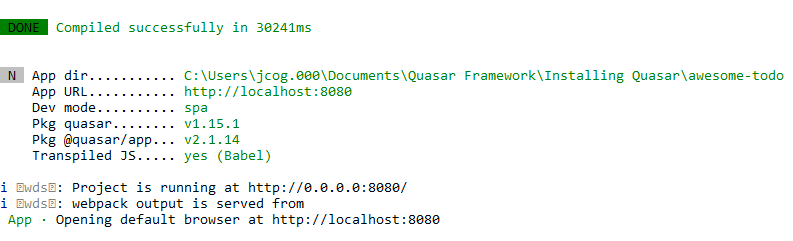 DONE  Compiled successfully in 30241ms
N  App dir........... C:\Users\jcog.000\Documents\Quasar Framework\Installing Quasar\awesome-todo
App URL........... http://localhost:8080
Dev mode.......... spa
Pkg quasar........ v1.15.1
Pkg @quasar/app... v2.1.14
Transpiled JS..... yes (Babel)
i 「wds」: Project is running at http://0.0.0.0:8080/
i 「wds」: webpack output is served from
App · Opening default browser at http://localhost:8080